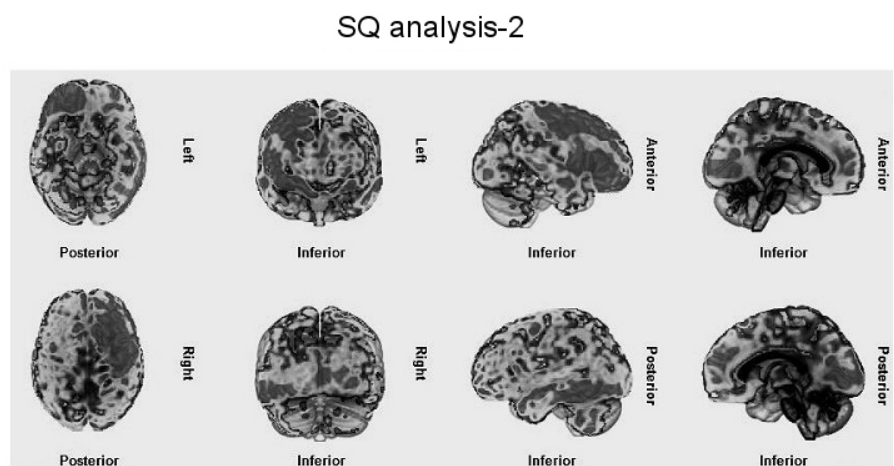 SQ analysis-2
Left
Left
Anterior
Anterior
Posterior
Inferior
Inferior
Inferior
Right
Right
Posterior
Posterior
Posterior
Inferior
Inferior
Inferior